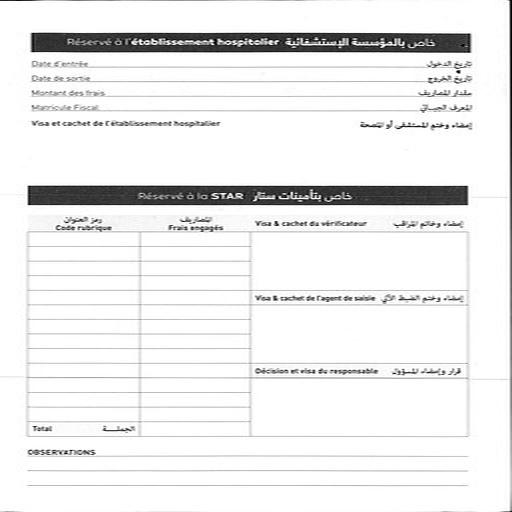 Réservé à l'établissement hospitalier خاص بالمؤسسة الإستشفائية
Date d'entrée تاريخ الدخول
Date de sortie تاريخ الخروج
Montant des frais مقدار المصاريف
Matricule Fiscal المعرف الجبائي
Visa et cachet de l'établissement hospitalier إمضاء وختم المستشفى أو المصحة
Réservé à la STAR خاص بتأمينات ستار
رمز العنوان المصاريف
Code rubrique Frais engagés Visa & cachet du vérificateur إمضاء وخاتم المراقب
Visa & cachet de l'agent de saisie إمضاء وختم الضبط الآلي
Décision et visa du responsable قرار وإمضاء المسؤول
Total الجملة
OBSERVATIONS